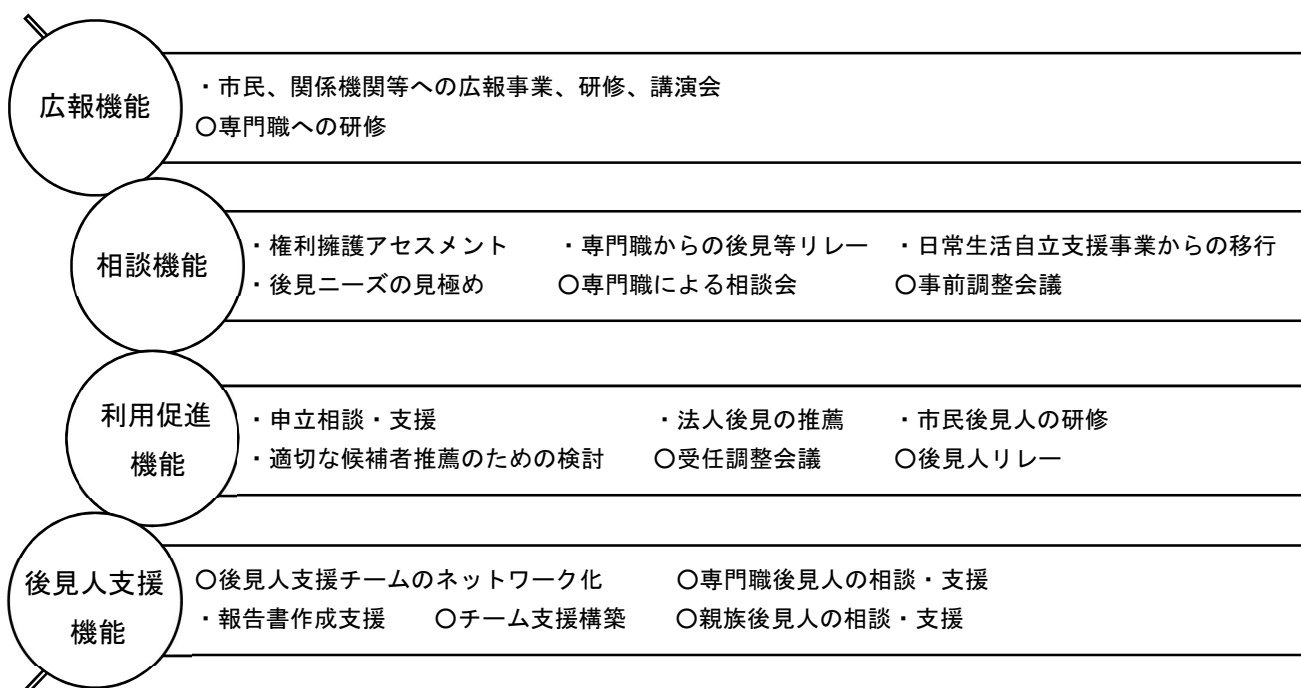 広報機能
・市民、関係機関等への広報事業、研修、講演会
〇専門職への研修
相談機能
・権利擁護アセスメント ・専門職からの後見等リレー ・日常生活自立支援事業からの移行
・後見ニーズの見極め 〇専門職による相談会 〇事前調整会議
利用促進
機能
・申立相談・支援 ・法人後見の推薦 ・市民後見人の研修
・適切な候補者推薦のための検討 〇受任調整会議 〇後見人リレー
後見人支援
機能
〇後見人支援チームのネットワーク化 〇専門職後見人の相談・支援
・報告書作成支援 〇チーム支援構築 〇親族後見人の相談・支援